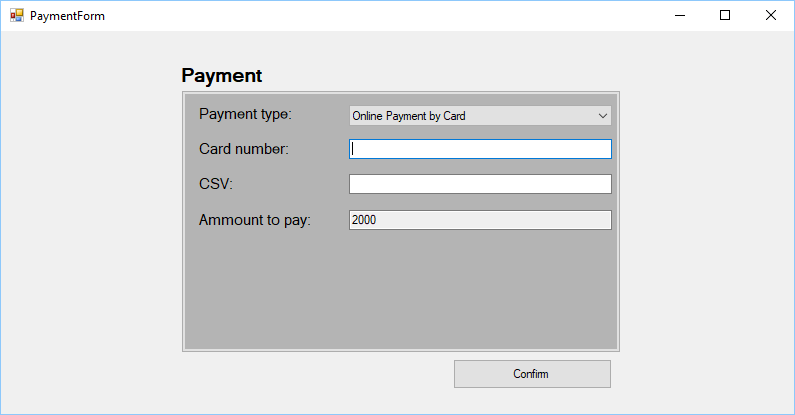 PaymentForm
Payment
Payment type: Online Payment by Card
Card number:
CSV:
Ammount to pay: 2000
Confirm